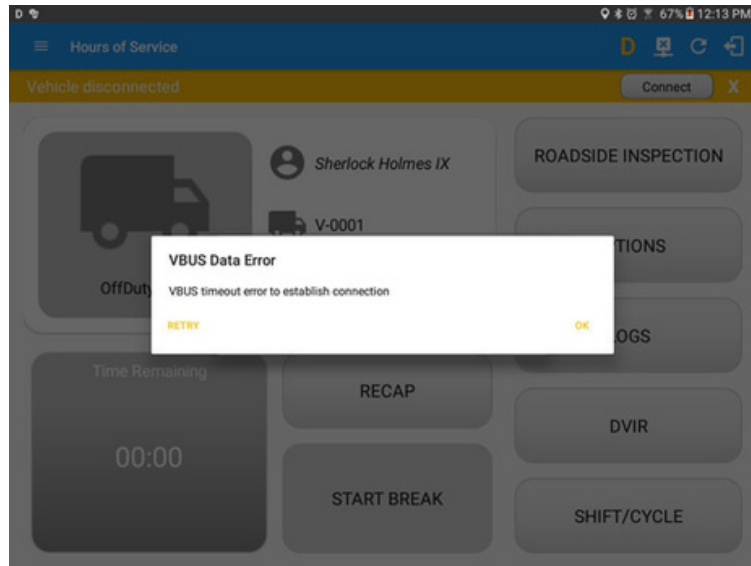 D
67% 12:13 PM
Hours of Service
D
Vehicle disconnected
Connect X
Sherlock Holmes IX
V-0001
OffDuty
ROADSIDE INSPECTION
TIONS
OGS
DVIR
SHIFT/CYCLE
VBUS Data Error
VBUS timeout error to establish connection
RETRY
OK
Time Remaining
00:00
RECAP
START BREAK